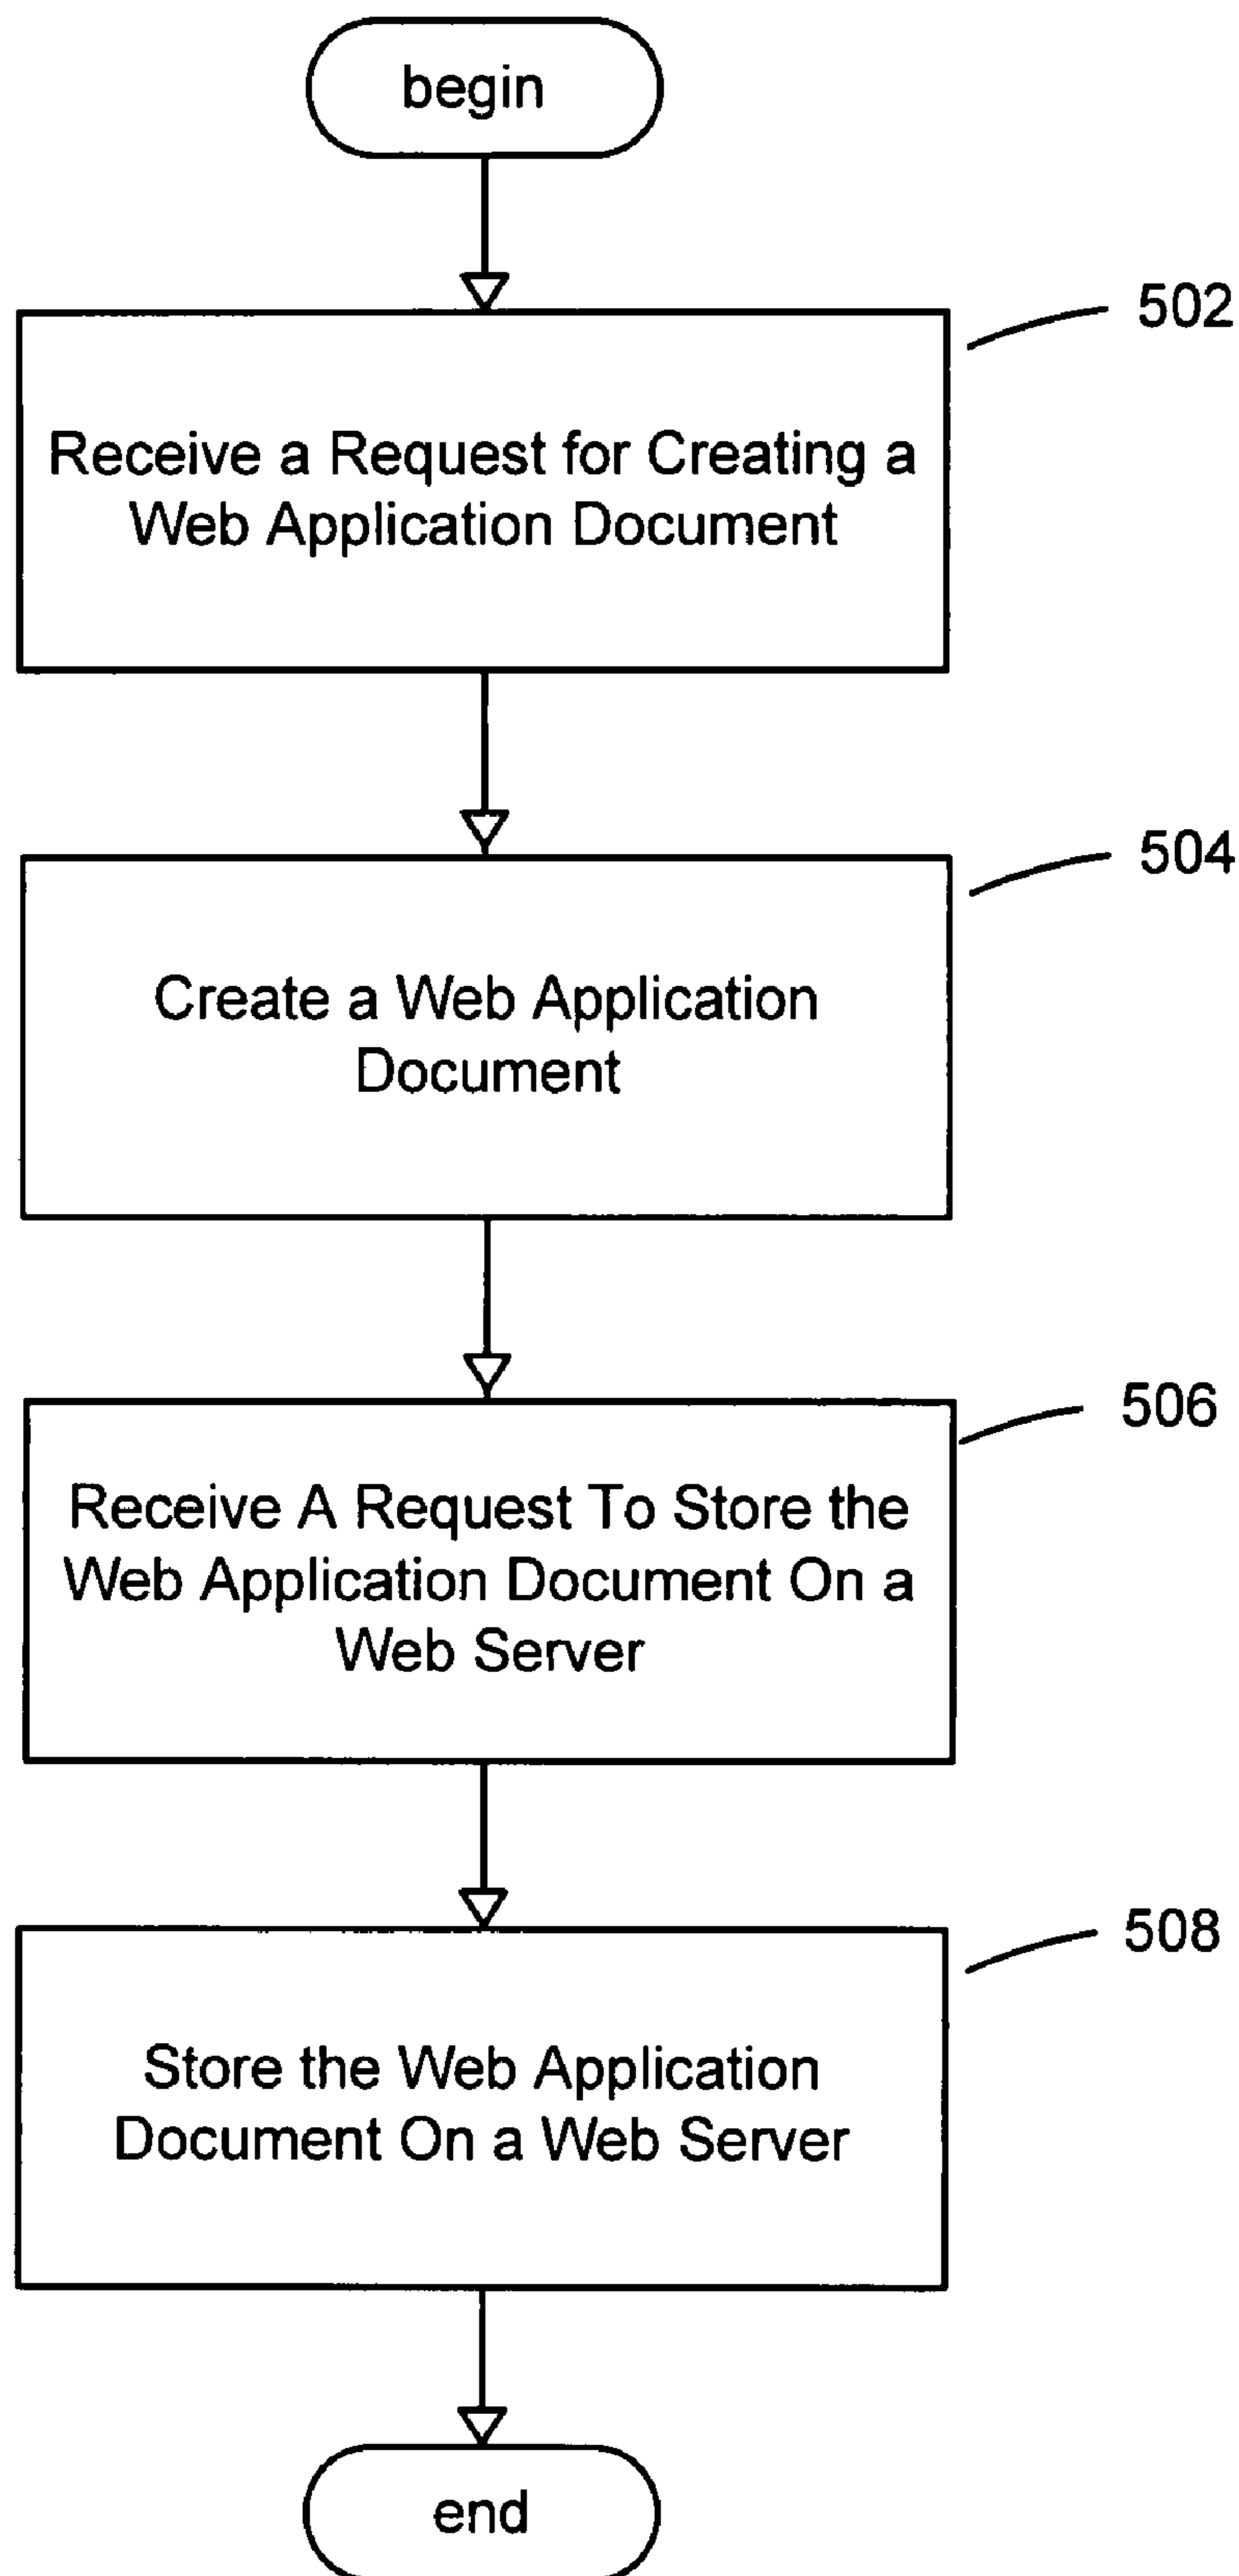 begin
502
Receive a Request for Creating a
Web Application Document
504
Create a Web Application
Document
506
Receive A Request To Store the
Web Application Document On a
Web Server
508
Store the Web Application
Document On a Web Server
end